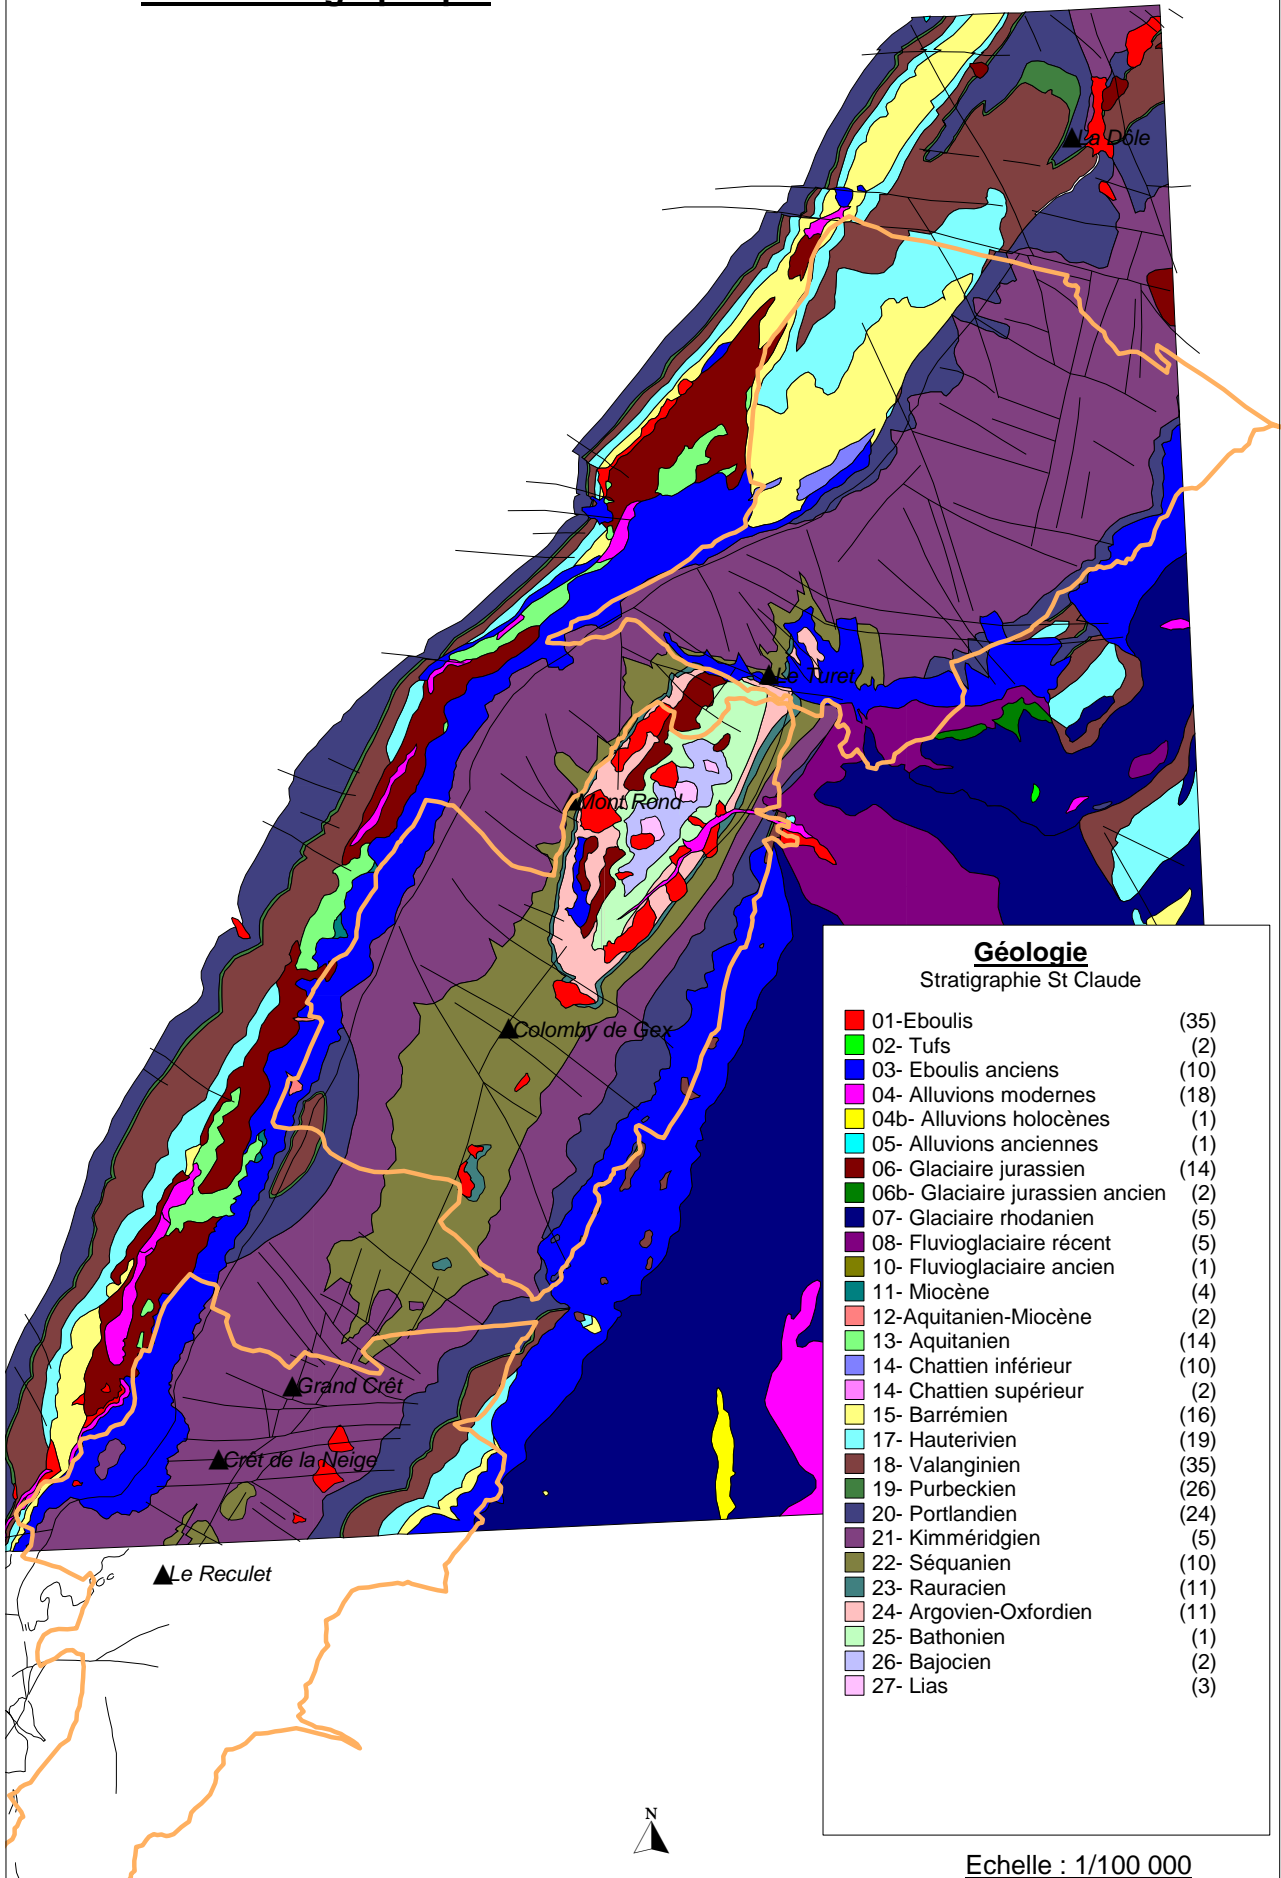 La Dôle
Le Turet
Mont Rond
Colomby de Gex
Grand Crêt
Crêt de la Neige
Le Reculet
Géologie
Stratigraphie St Claude
01-Eboulis (35)
02- Tufs (2)
03- Eboulis anciens (10)
04- Alluvions modernes (18)
04b- Alluvions holocènes (1)
05- Alluvions anciennes (1)
06- Glaciaire jurassien (14)
06b- Glaciaire jurassien ancien (2)
07- Glaciaire rhodanien (5)
08- Fluvioglaciaire récent (5)
10- Fluvioglaciaire ancien (1)
11- Miocène (4)
12-Aquitanien-Miocène (2)
13- Aquitanien (14)
14- Chattien inférieur (10)
14- Chattien supérieur (2)
15- Barrémien (16)
17- Hauterivien (19)
18- Valanginien (35)
19- Purbeckien (26)
20- Portlandien (24)
21- Kimméridgien (5)
22- Séquanien (10)
23- Rauracien (11)
24- Argovien-Oxfordien (11)
25- Bathonien (1)
26- Bajocien (2)
27- Lias (3)
N
Echelle : 1/100 000